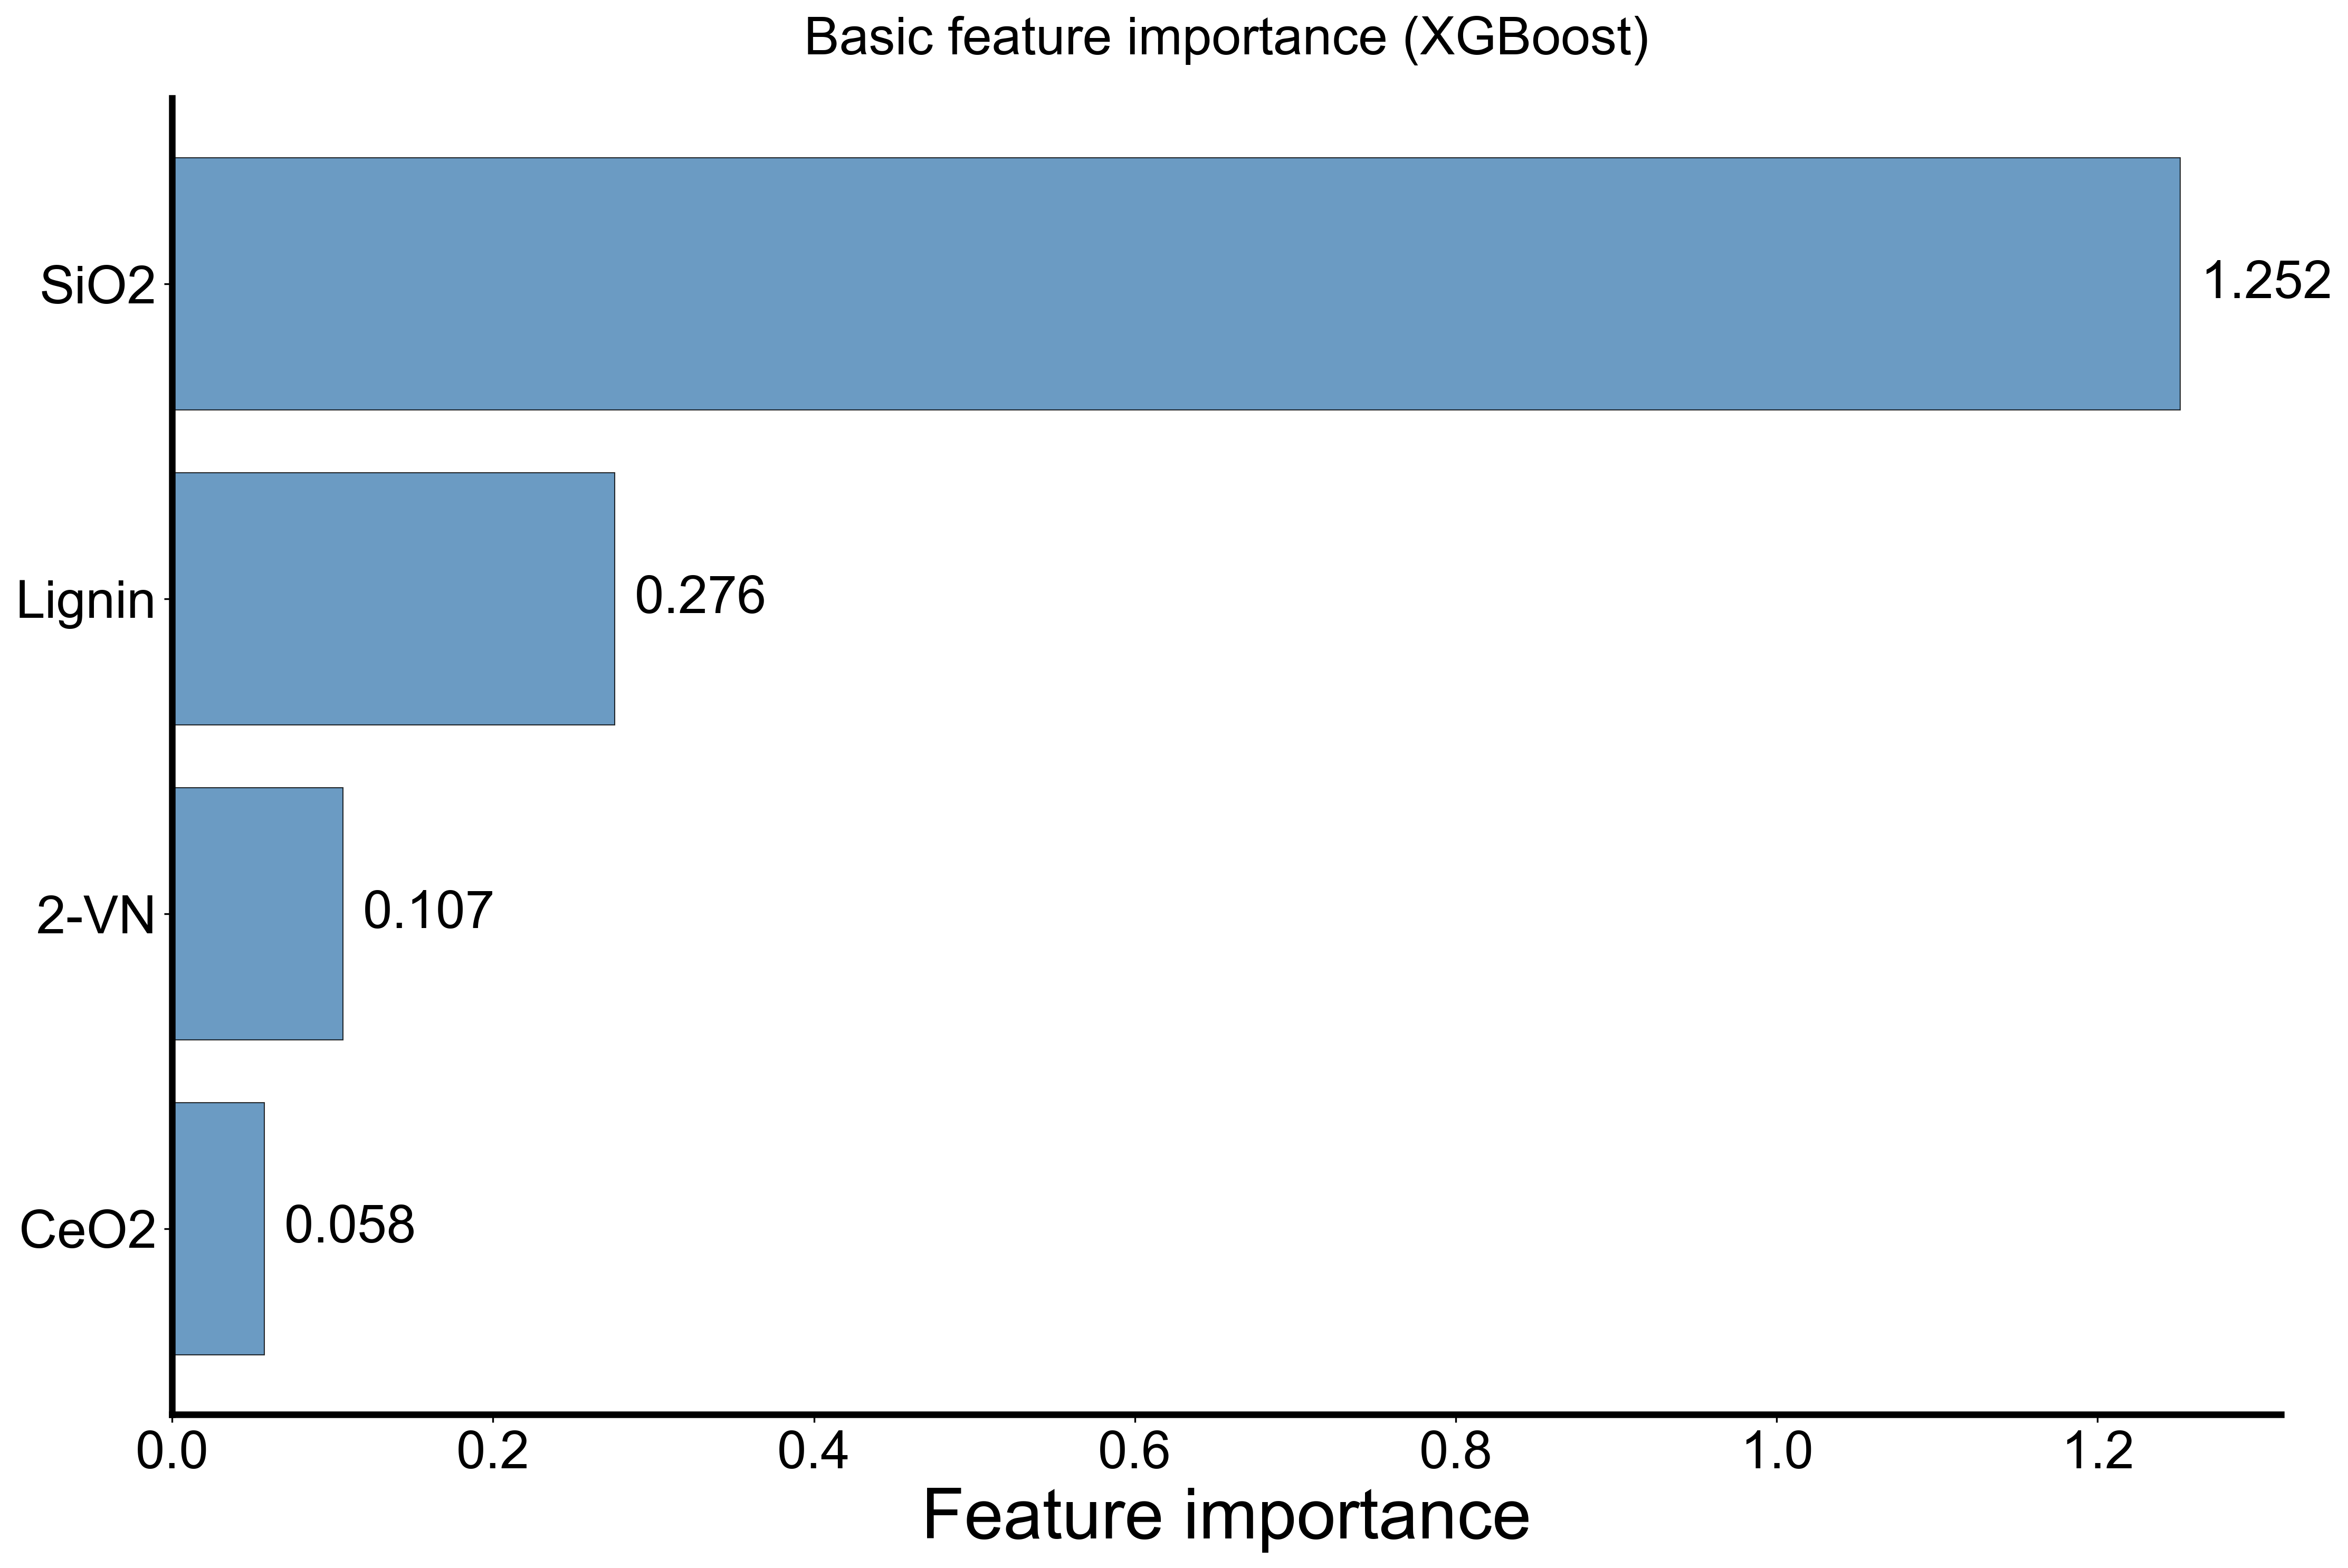 Basic feature importance (XGBoost)
SiO2
1.252
Lignin
0.276
2-VN
0.107
CeO2
0.058
0.0 0.2 0.4 0.6 0.8 1.0 1.2
Feature importance